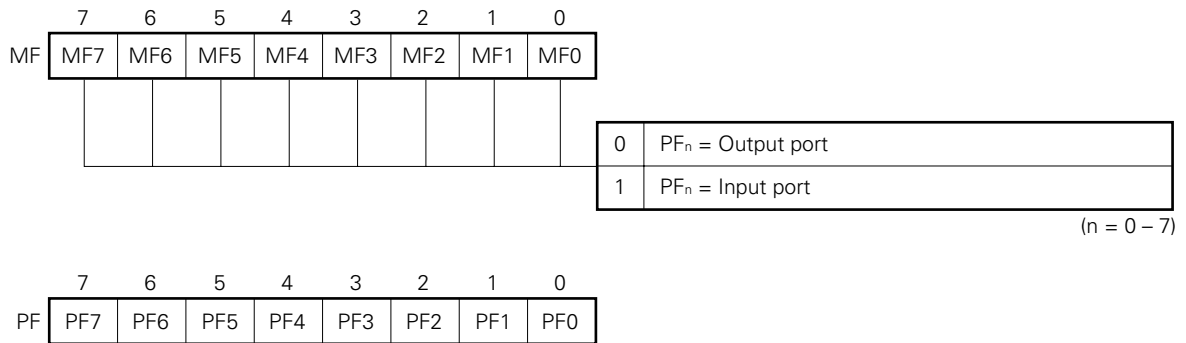 7 6 5 4 3 2 1 0
MF MF7 MF6 MF5 MF4 MF3 MF2 MF1 MF0
0 PFn = Output port
1 PFn = Input port
(n = 0 – 7)
7 6 5 4 3 2 1 0
PF PF7 PF6 PF5 PF4 PF3 PF2 PF1 PF0